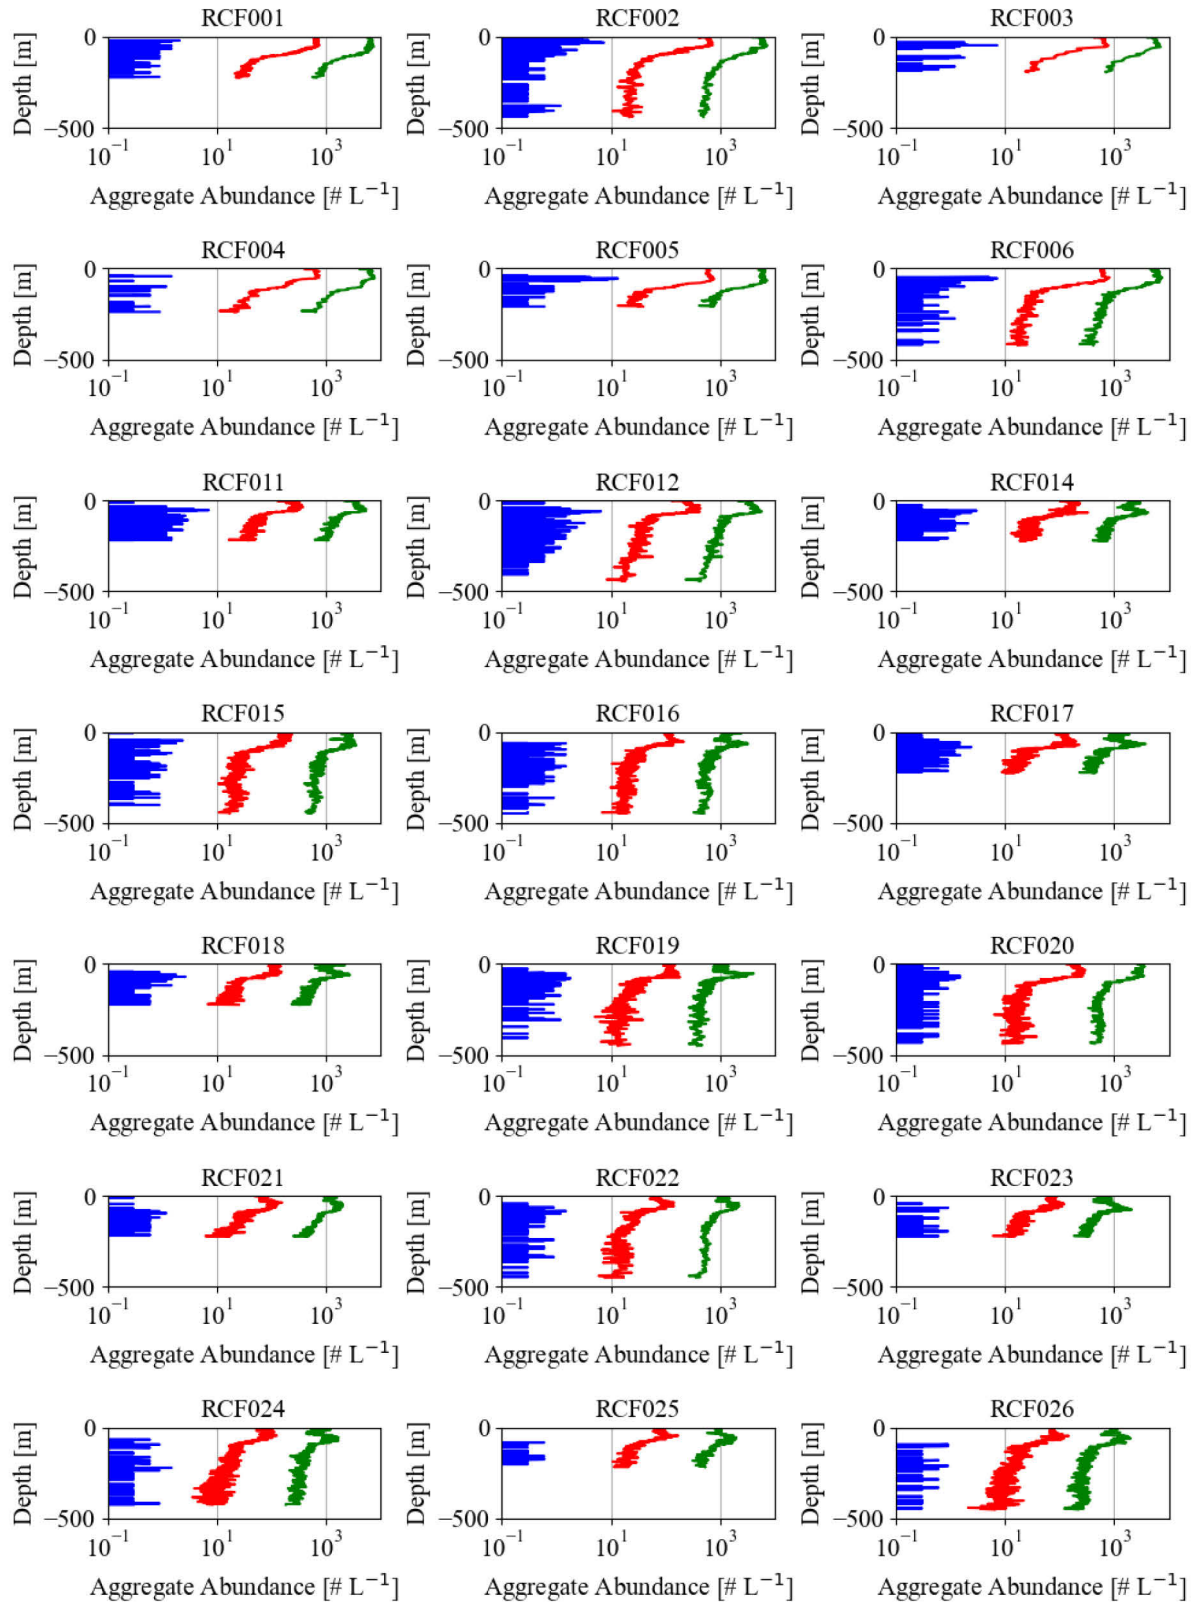 RCF001 RCF002 RCF003
Depth [m] Depth [m] Depth [m]
0 0 0
−500 −500 −500
10⁻¹ 10¹ 10³ 10⁻¹ 10¹ 10³ 10⁻¹ 10¹ 10³
Aggregate Abundance [# L⁻¹] Aggregate Abundance [# L⁻¹] Aggregate Abundance [# L⁻¹]
RCF004 RCF005 RCF006
Depth [m] Depth [m] Depth [m]
0 0 0
−500 −500 −500
10⁻¹ 10¹ 10³ 10⁻¹ 10¹ 10³ 10⁻¹ 10¹ 10³
Aggregate Abundance [# L⁻¹] Aggregate Abundance [# L⁻¹] Aggregate Abundance [# L⁻¹]
RCF011 RCF012 RCF014
Depth [m] Depth [m] Depth [m]
0 0 0
−500 −500 −500
10⁻¹ 10¹ 10³ 10⁻¹ 10¹ 10³ 10⁻¹ 10¹ 10³
Aggregate Abundance [# L⁻¹] Aggregate Abundance [# L⁻¹] Aggregate Abundance [# L⁻¹]
RCF015 RCF016 RCF017
Depth [m] Depth [m] Depth [m]
0 0 0
−500 −500 −500
10⁻¹ 10¹ 10³ 10⁻¹ 10¹ 10³ 10⁻¹ 10¹ 10³
Aggregate Abundance [# L⁻¹] Aggregate Abundance [# L⁻¹] Aggregate Abundance [# L⁻¹]
RCF018 RCF019 RCF020
Depth [m] Depth [m] Depth [m]
0 0 0
−500 −500 −500
10⁻¹ 10¹ 10³ 10⁻¹ 10¹ 10³ 10⁻¹ 10¹ 10³
Aggregate Abundance [# L⁻¹] Aggregate Abundance [# L⁻¹] Aggregate Abundance [# L⁻¹]
RCF021 RCF022 RCF023
Depth [m] Depth [m] Depth [m]
0 0 0
−500 −500 −500
10⁻¹ 10¹ 10³ 10⁻¹ 10¹ 10³ 10⁻¹ 10¹ 10³
Aggregate Abundance [# L⁻¹] Aggregate Abundance [# L⁻¹] Aggregate Abundance [# L⁻¹]
RCF024 RCF025 RCF026
Depth [m] Depth [m] Depth [m]
0 0 0
−500 −500 −500
10⁻¹ 10¹ 10³ 10⁻¹ 10¹ 10³ 10⁻¹ 10¹ 10³
Aggregate Abundance [# L⁻¹] Aggregate Abundance [# L⁻¹] Aggregate Abundance [# L⁻¹]